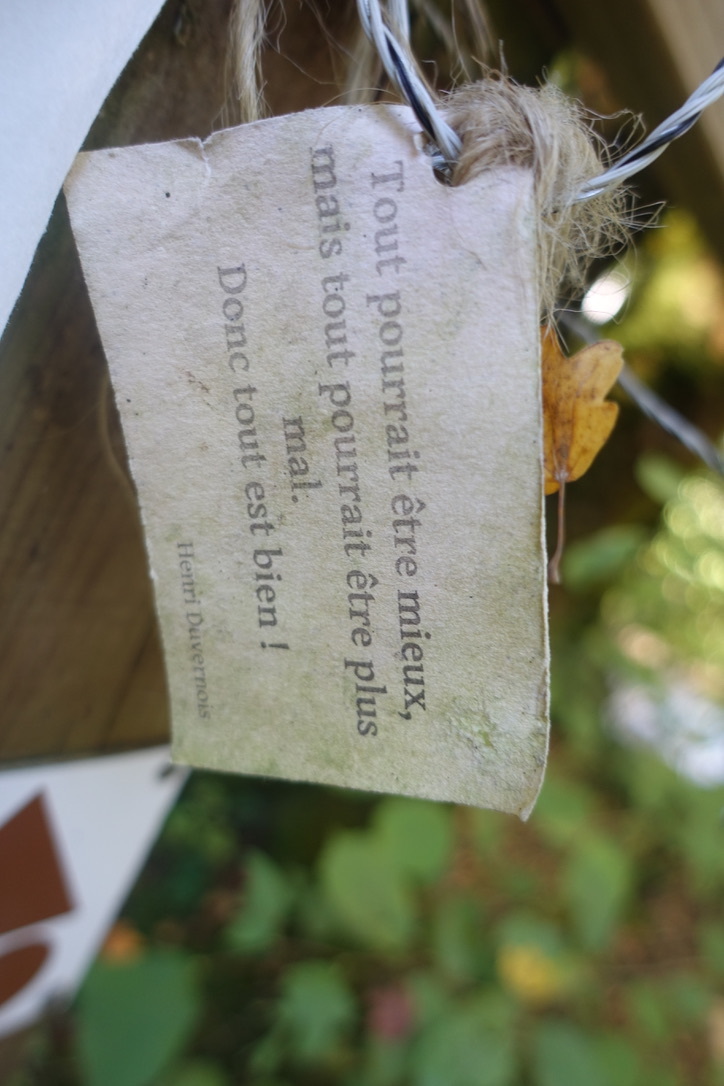 Tout pourrait être mieux,
mais tout pourrait être plus
mal.
Donc tout est bien !
Henri Duvernois